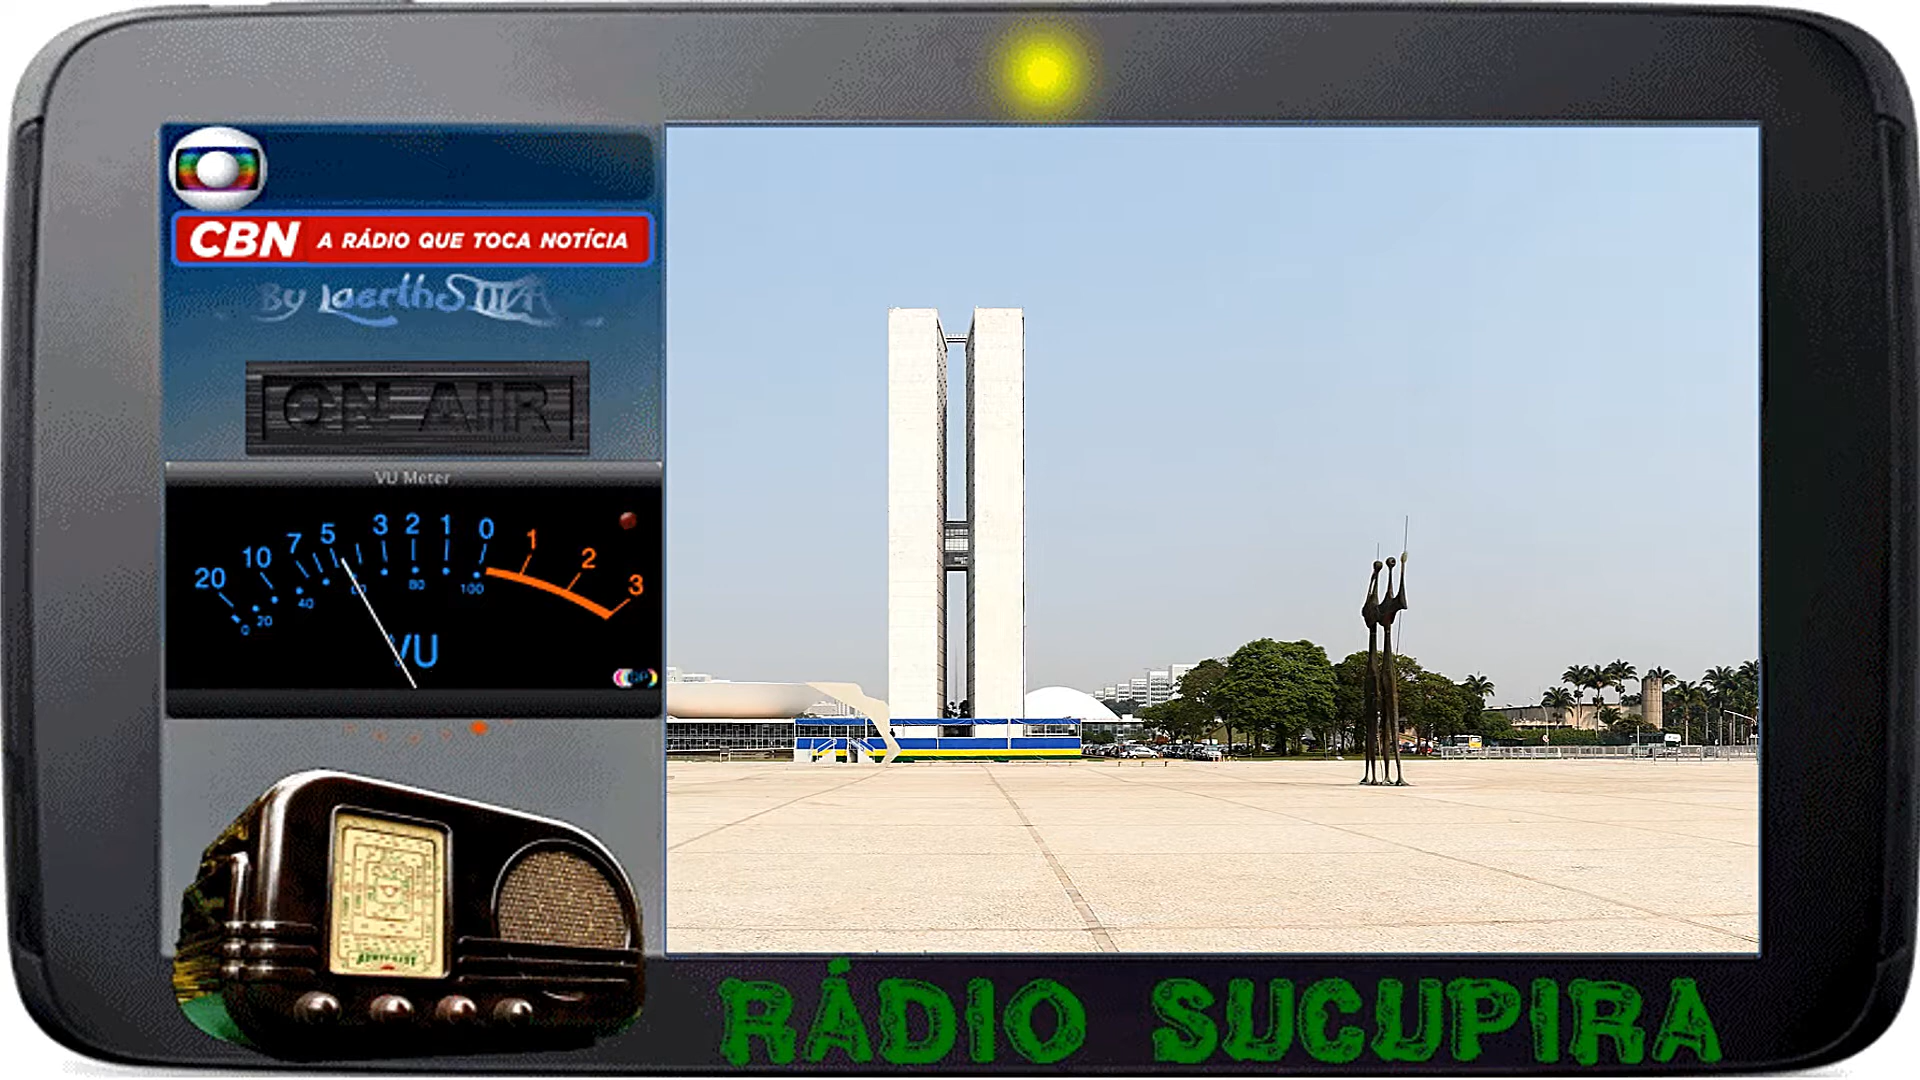 CBN A RÁDIO QUE TOCA NOTÍCIA
By LaerthSILVA
ON AIR
VU Meter
20 10 7 5 3 2 1 0 1 2 3
0 20 40 80 100
VU
RÁDIO SUCUPIRA